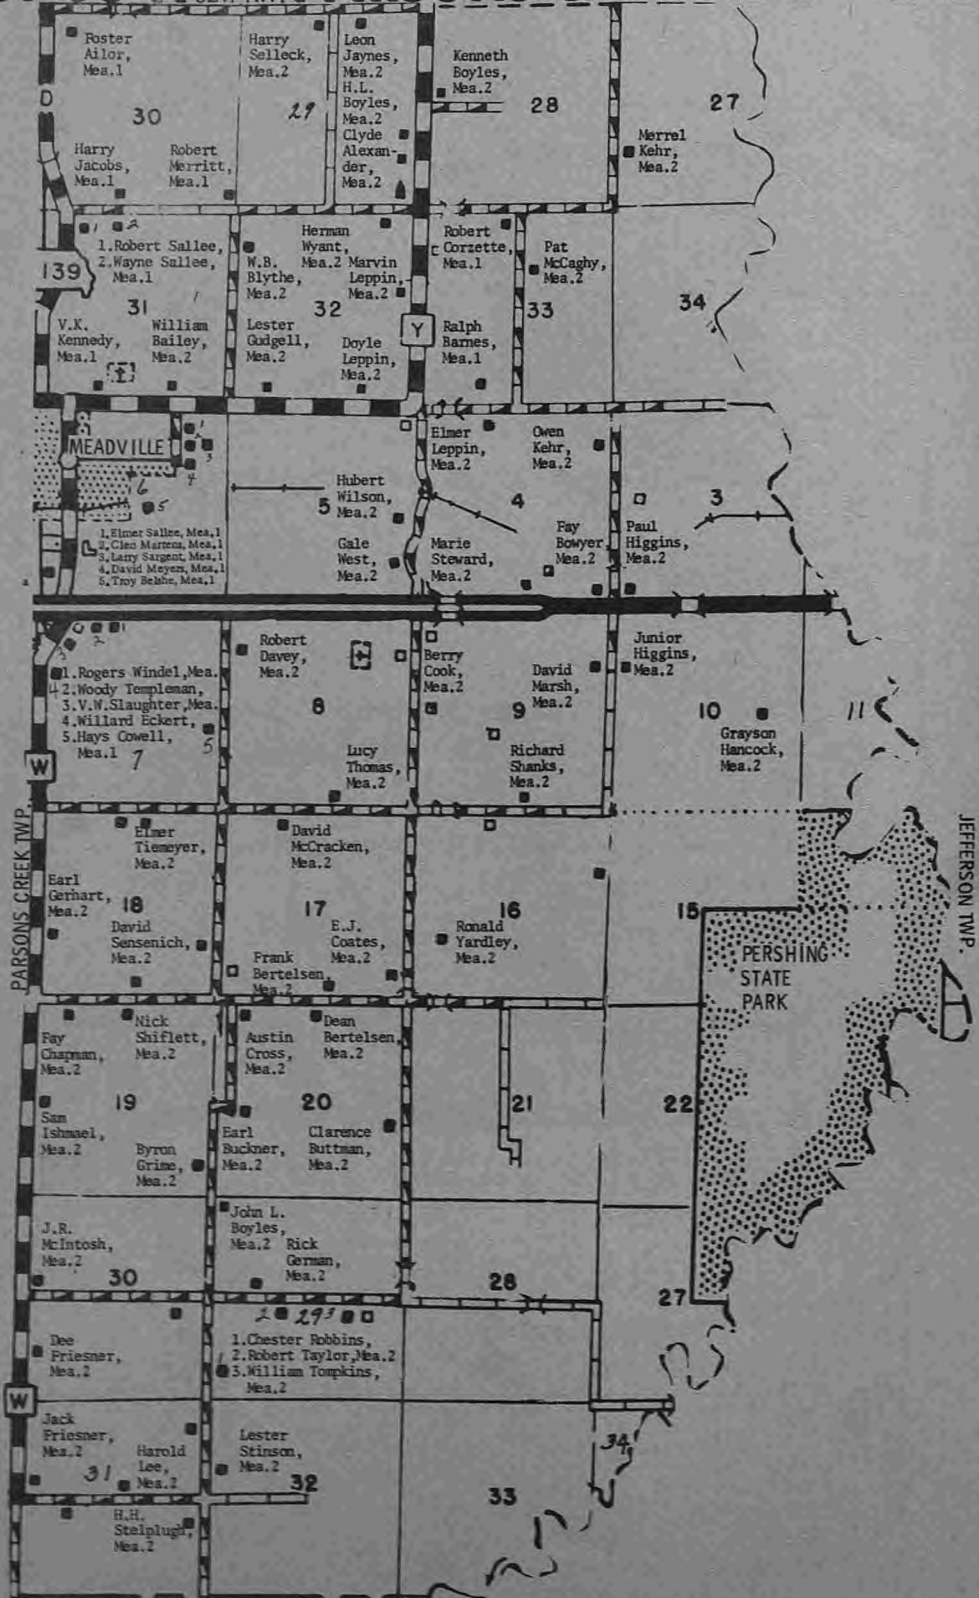 Foster
Ailor,
Mea.1
Harry
Selleck,
Mea.2
Leon
Jaynes,
Mea.2
H.L.
Boyles,
Mea.2
Clyde
Alexan-
der,
Mea.2
Kenneth
Boyles,
Mea.2
D
30
29
28
27
Merrel
Kehr,
Mea.2
Harry
Jacobs,
Mea.1
Robert
Merritt,
Mea.1
1 2
1.Robert Sallee,
2.Wayne Sallee,
Mea.1
139
31
V.K.
Kennedy,
Mea.1
William
Bailey,
Mea.2
Herman
Wyant,
Mea.2
W.B.
Blythe,
Mea.2
Marvin
Leppin,
Mea.2
32
Lester
Gudgell,
Mea.2
Doyle
Leppin,
Mea.2
Y
Robert
Corzette,
Mea.1
Pat
McCaghy,
Mea.2
33
34
Ralph
Barnes,
Mea.1
MEADVILLE
1
2
3
4
6
5
1.Elmer Sallee, Mea.1
2.Cleo Martens, Mea.1
3.Larry Sargent, Mea.1
4.David Meyers, Mea.1
5.Troy Belshe, Mea.1
Hubert
Wilson,
Mea.2
5
Gale
West,
Mea.2
Elmer
Leppin,
Mea.2
Owen
Kehr,
Mea.2
4
Marie
Steward,
Mea.2
Fay
Bowyer,
Mea.2
3
Paul
Higgins,
Mea.2
1
2
3
4
1.Rogers Windel,Mea.
2.Woody Templeman,
3.V.W.Slaughter,Mea.
4.Willard Eckert,
5.Hays Cowell,
Mea.1
5
7
W
Robert
Davey,
Mea.2
8
Lucy
Thomas,
Mea.2
Berry
Cook,
Mea.2
David
Marsh,
Mea.2
9
Richard
Shanks,
Mea.2
Junior
Higgins,
Mea.2
10
Grayson
Hancock,
Mea.2
11
PARSONS CREEK TWP.
JEFFERSON TWP.
Elmer
Tiemeyer,
Mea.2
Earl
Gerhart,
Mea.2
18
David
Sensenich,
Mea.2
David
McCracken,
Mea.2
17
E.J.
Coates,
Mea.2
Frank
Bertelsen,
Mea.2
16
Ronald
Yardley,
Mea.2
15
PERSHING
STATE
PARK
Fay
Chapman,
Mea.2
Nick
Shiflett,
Mea.2
19
Sam
Ishmael,
Mea.2
Byron
Grime,
Mea.2
Austin
Cross,
Mea.2
Dean
Bertelsen,
Mea.2
20
Earl
Buckner,
Mea.2
Clarence
Buttman,
Mea.2
21
22
J.R.
McIntosh,
Mea.2
30
John L.
Boyles,
Mea.2
Rick
German,
Mea.2
28
27
Dee
Friesner,
Mea.2
2 29 3
1
1.Chester Robbins,
2.Robert Taylor,Mea.2
3.William Tompkins,
Mea.2
W
Jack
Friesner,
Mea.2
31
Harold
Lee,
Mea.2
Lester
Stinson,
Mea.2
32
33
34
H.H.
Stelplugh,
Mea.2